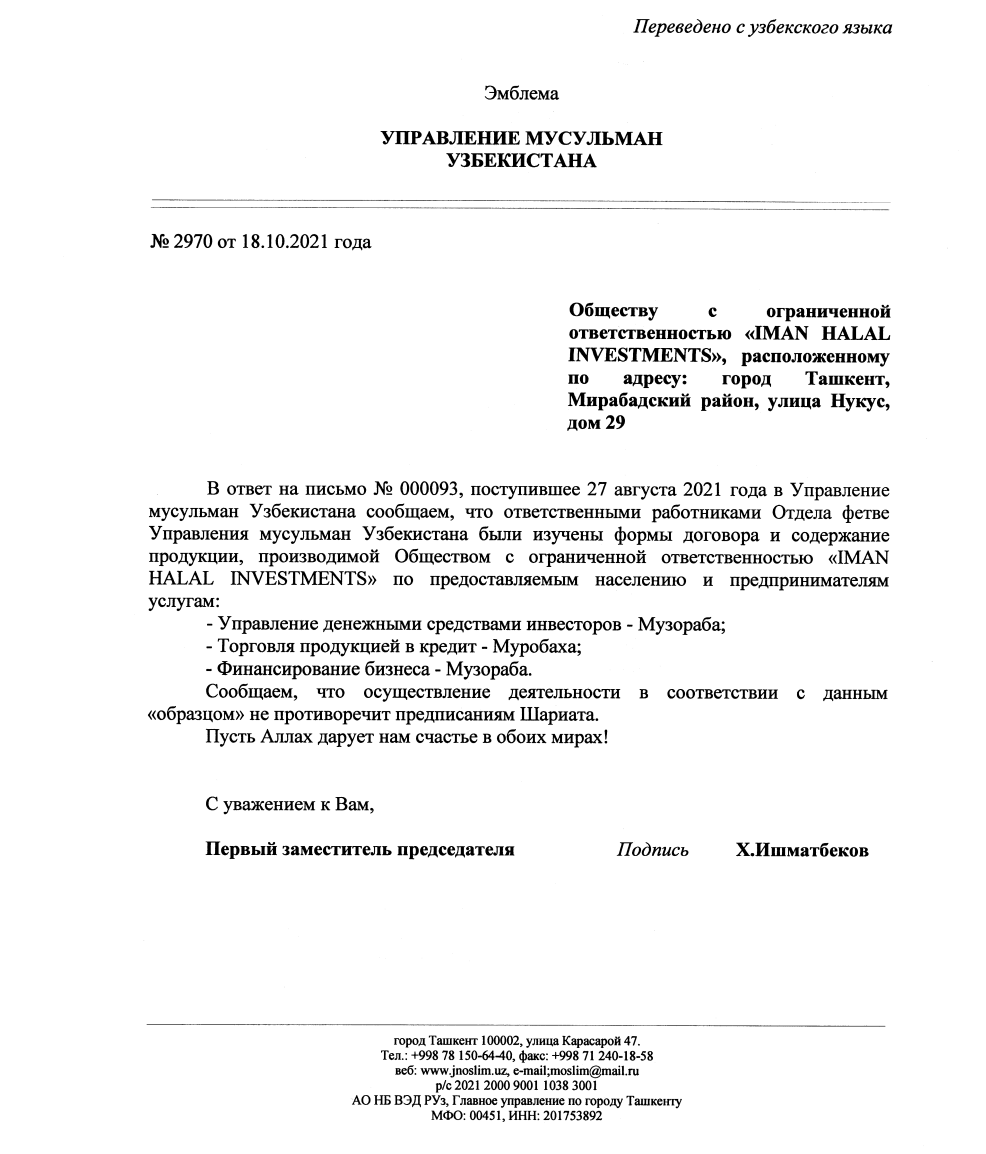 Переведено с узбекского языка
Эмблема
УПРАВЛЕНИЕ МУСУЛЬМАН
УЗБЕКИСТАНА
№ 2970 от 18.10.2021 года
Обществу с ограниченной
ответственностью «IMAN HALAL
INVESTMENTS», расположенному
по адресу: город Ташкент,
Мирабадский район, улица Нукус,
дом 29
В ответ на письмо № 000093, поступившее 27 августа 2021 года в Управление
мусульман Узбекистана сообщаем, что ответственными работниками Отдела фетве
Управления мусульман Узбекистана были изучены формы договора и содержание
продукции, производимой Обществом с ограниченной ответственностью «IMAN
HALAL INVESTMENTS» по предоставляемым населению и предпринимателям
услугам:
- Управление денежными средствами инвесторов - Музораба;
- Торговля продукцией в кредит - Муробаха;
- Финансирование бизнеса - Музораба.
Сообщаем, что осуществление деятельности в соответствии с данным
«образцом» не противоречит предписаниям Шариата.
Пусть Аллах дарует нам счастье в обоих мирах!
С уважением к Вам,
Первый заместитель председателя Подпись Х.Ишматбеков
город Ташкент 100002, улица Карасарой 47.
Тел.: +998 78 150-64-40, факс: +998 71 240-18-58
веб: www.jnoslim.uz, e-mail;moslim@mail.ru
р/с 2021 2000 9001 1038 3001
АО НБ ВЭД РУз, Главное управление по городу Ташкенту
МФО: 00451, ИНН: 201753892